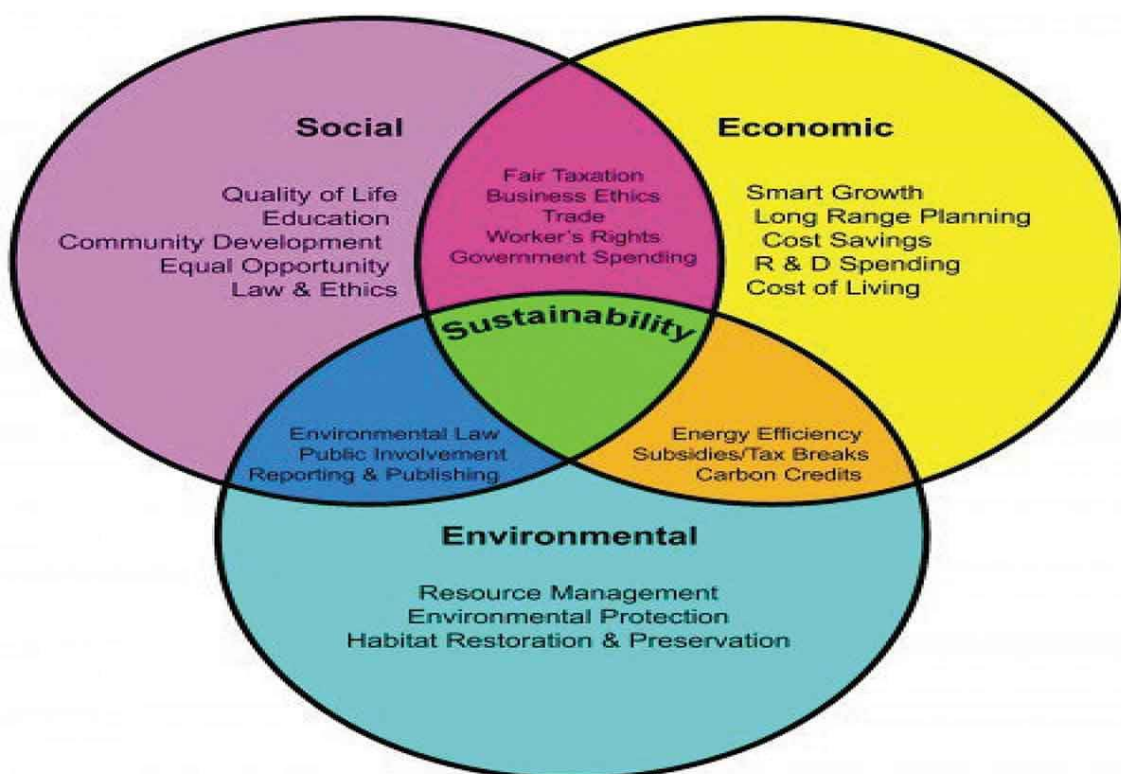 Social
Quality of Life
Education
Community Development
Equal Opportunity
Law & Ethics
Fair Taxation
Business Ethics
Trade
Worker's Rights
Government Spending
Economic
Smart Growth
Long Range Planning
Cost Savings
R & D Spending
Cost of Living
Sustainability
Environmental Law
Public Involvement
Reporting & Publishing
Energy Efficiency
Subsidies/Tax Breaks
Carbon Credits
Environmental
Resource Management
Environmental Protection
Habitat Restoration & Preservation